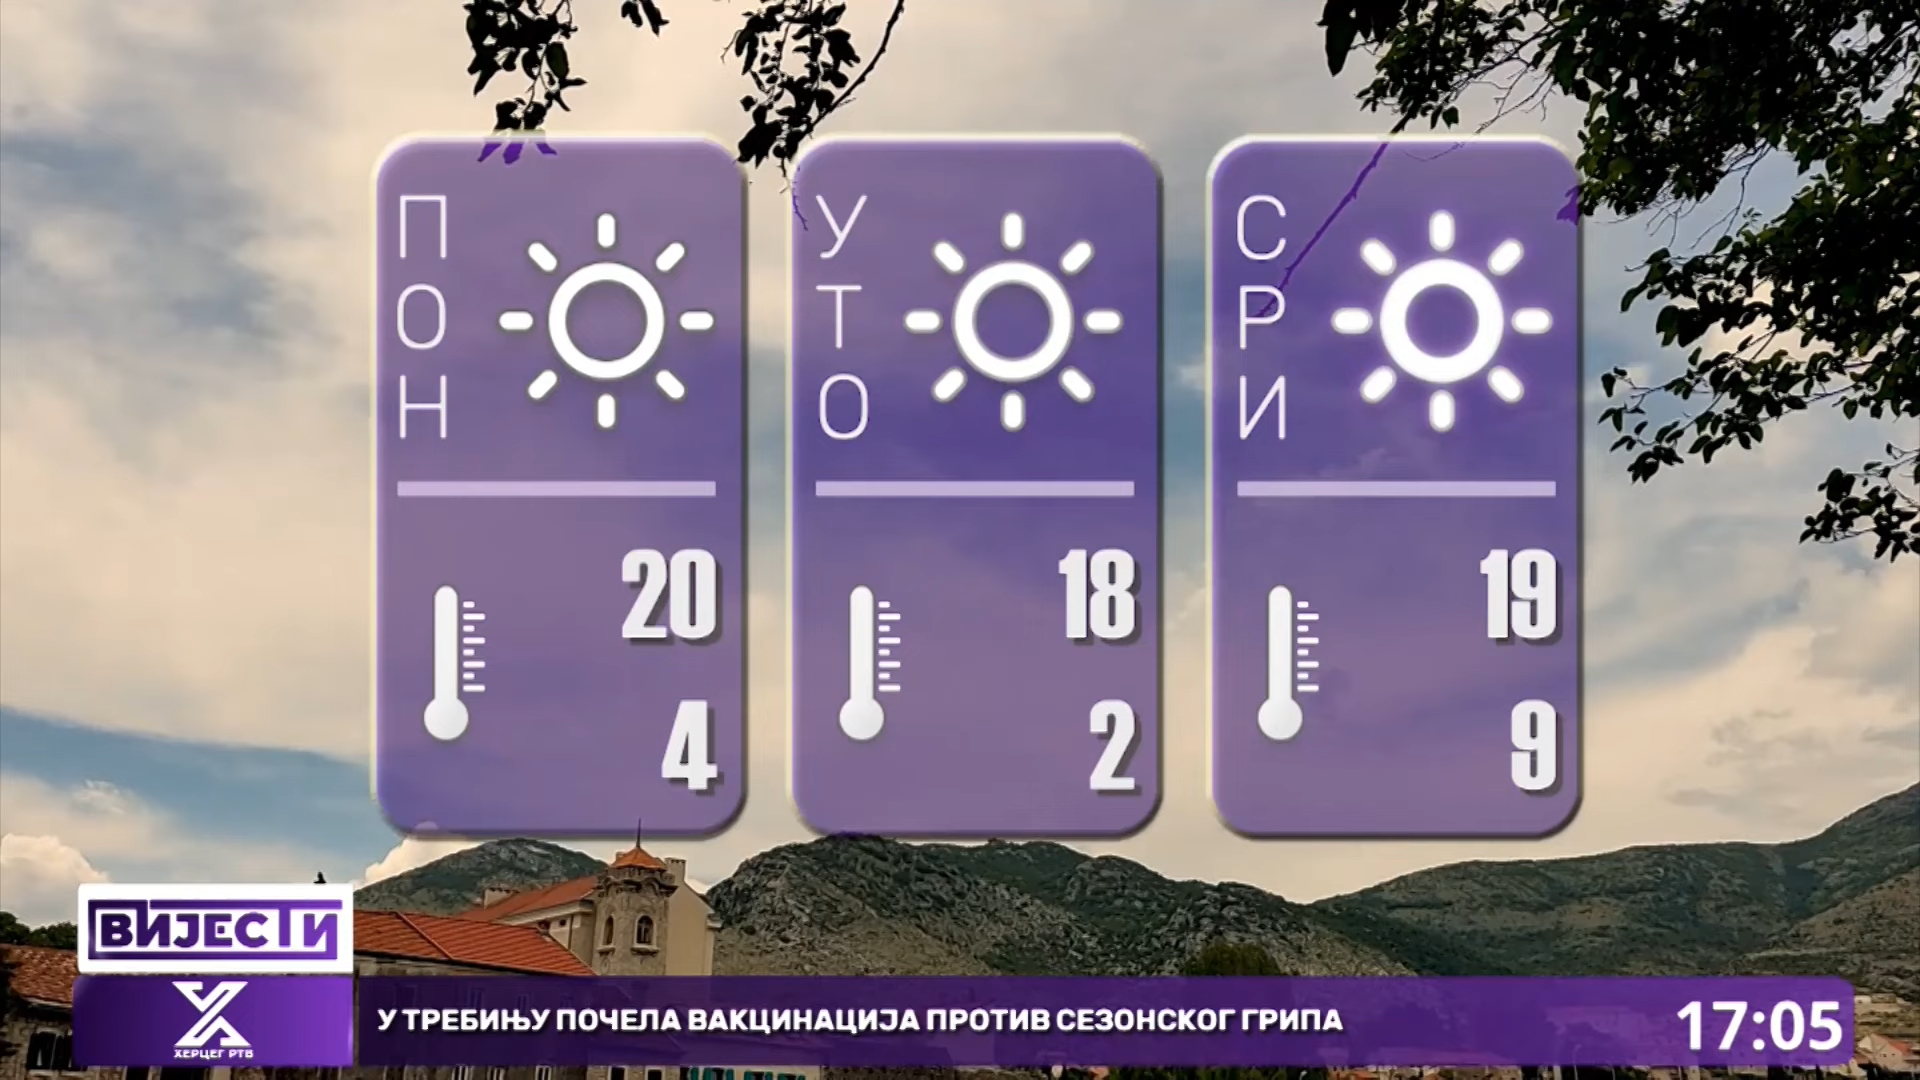 ПОН
20
4
УТО
18
2
СРИ
19
9
ВИЈЕСТИ
ХЕРЦЕГ РТВ
У ТРЕБИЊУ ПОЧЕЛА ВАКЦИНАЦИЈА ПРОТИВ СЕЗОНСКОГ ГРИПА
17:05